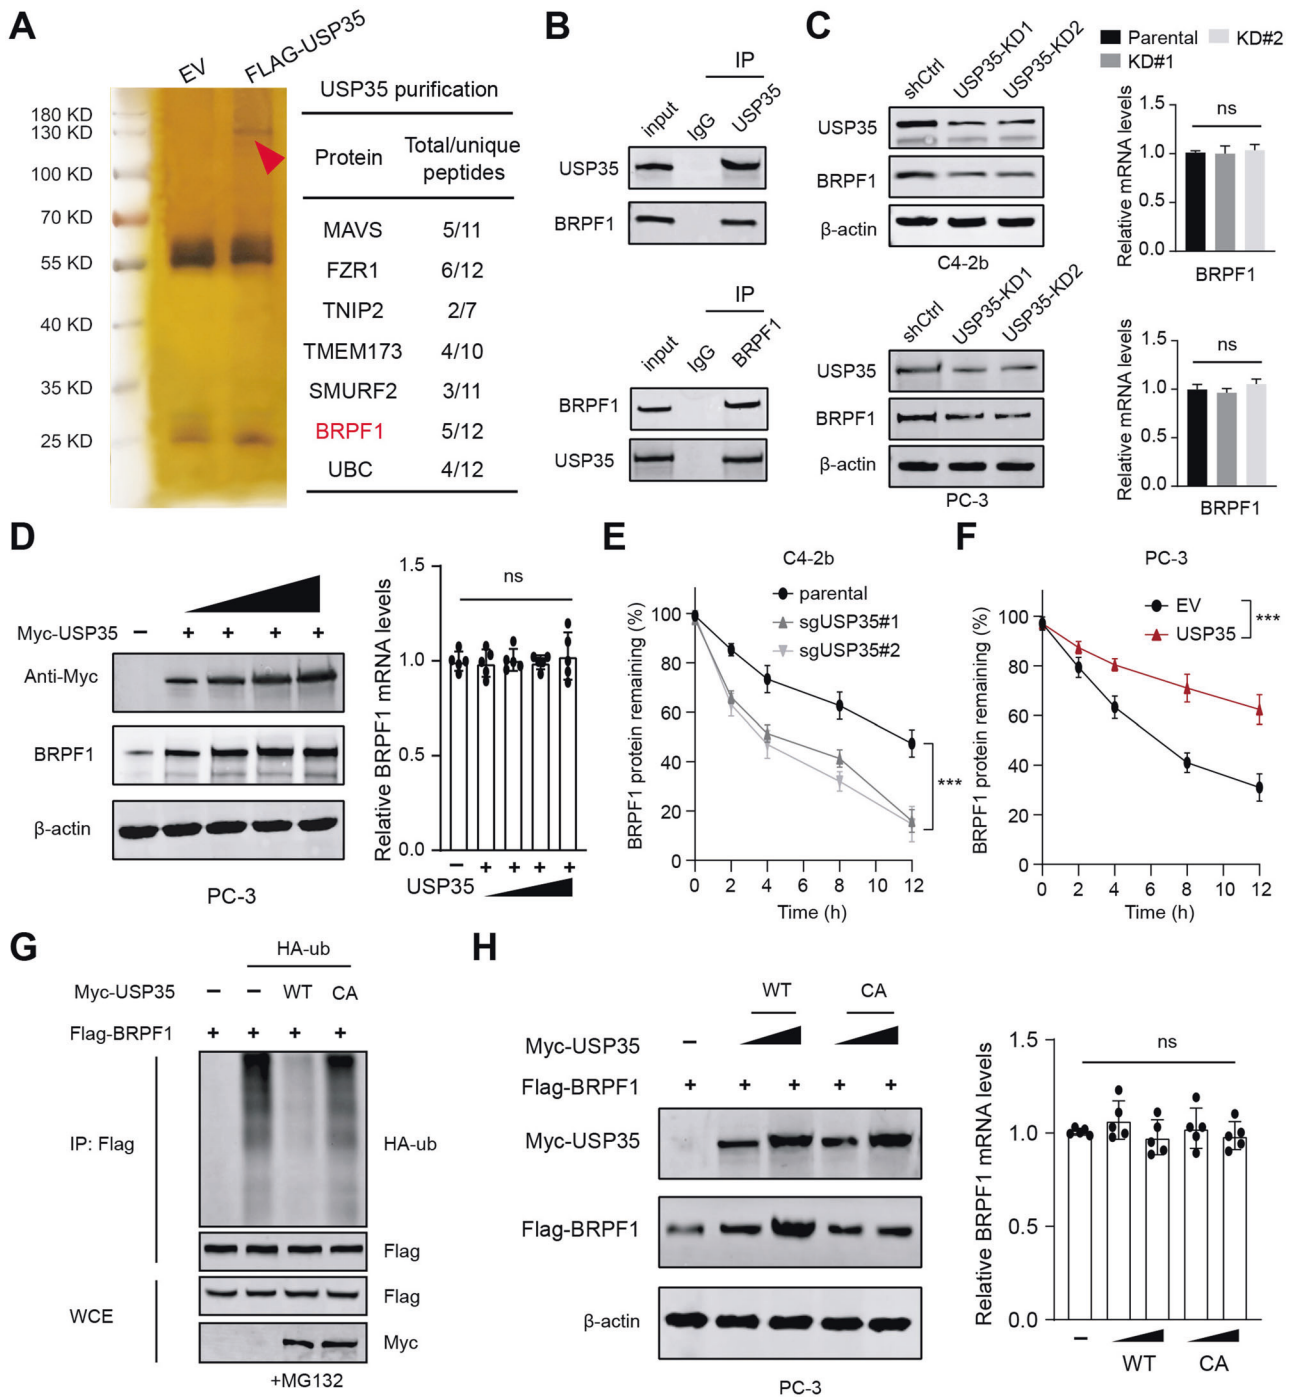 A
EV
FLAG-USP35
180 KD
130 KD
100 KD
70 KD
55 KD
40 KD
35 KD
25 KD
USP35 purification
Protein
Total/unique
peptides
MAVS 5/11
FZR1 6/12
TNIP2 2/7
TMEM173 4/10
SMURF2 3/11
BRPF1 5/12
UBC 4/12
B
IP
input
IgG
USP35
USP35
BRPF1
IP
input
IgG
BRPF1
BRPF1
USP35
C
shCtrl
USP35-KD1
USP35-KD2
USP35
BRPF1
β-actin
C4-2b
Parental
KD#2
KD#1
Relative mRNA levels
1.5
1.0
0.5
0.0
ns
BRPF1
shCtrl
USP35-KD1
USP35-KD2
USP35
BRPF1
β-actin
PC-3
Relative mRNA levels
1.5
1.0
0.5
0.0
ns
BRPF1
D
Myc-USP35 − + + + +
Anti-Myc
BRPF1
β-actin
PC-3
Relative BRPF1 mRNA levels
1.5
1.0
0.5
0.0
ns
− + + + +
USP35
E
C4-2b
parental
sgUSP35#1
sgUSP35#2
BRPF1 protein remaining (%)
100
80
60
40
20
0
***
0 2 4 6 8 10 12
Time (h)
F
PC-3
EV
USP35
***
BRPF1 protein remaining (%)
100
80
60
40
20
0
0 2 4 6 8 10 12
Time (h)
G
HA-ub
Myc-USP35 − − WT CA
Flag-BRPF1 + + + +
IP: Flag
HA-ub
Flag
WCE
Flag
Myc
+MG132
H
WT CA
Myc-USP35 −
Flag-BRPF1 + + + + +
Myc-USP35
Flag-BRPF1
β-actin
PC-3
Relative BRPF1 mRNA levels
1.5
1.0
0.5
0.0
ns
−
WT CA